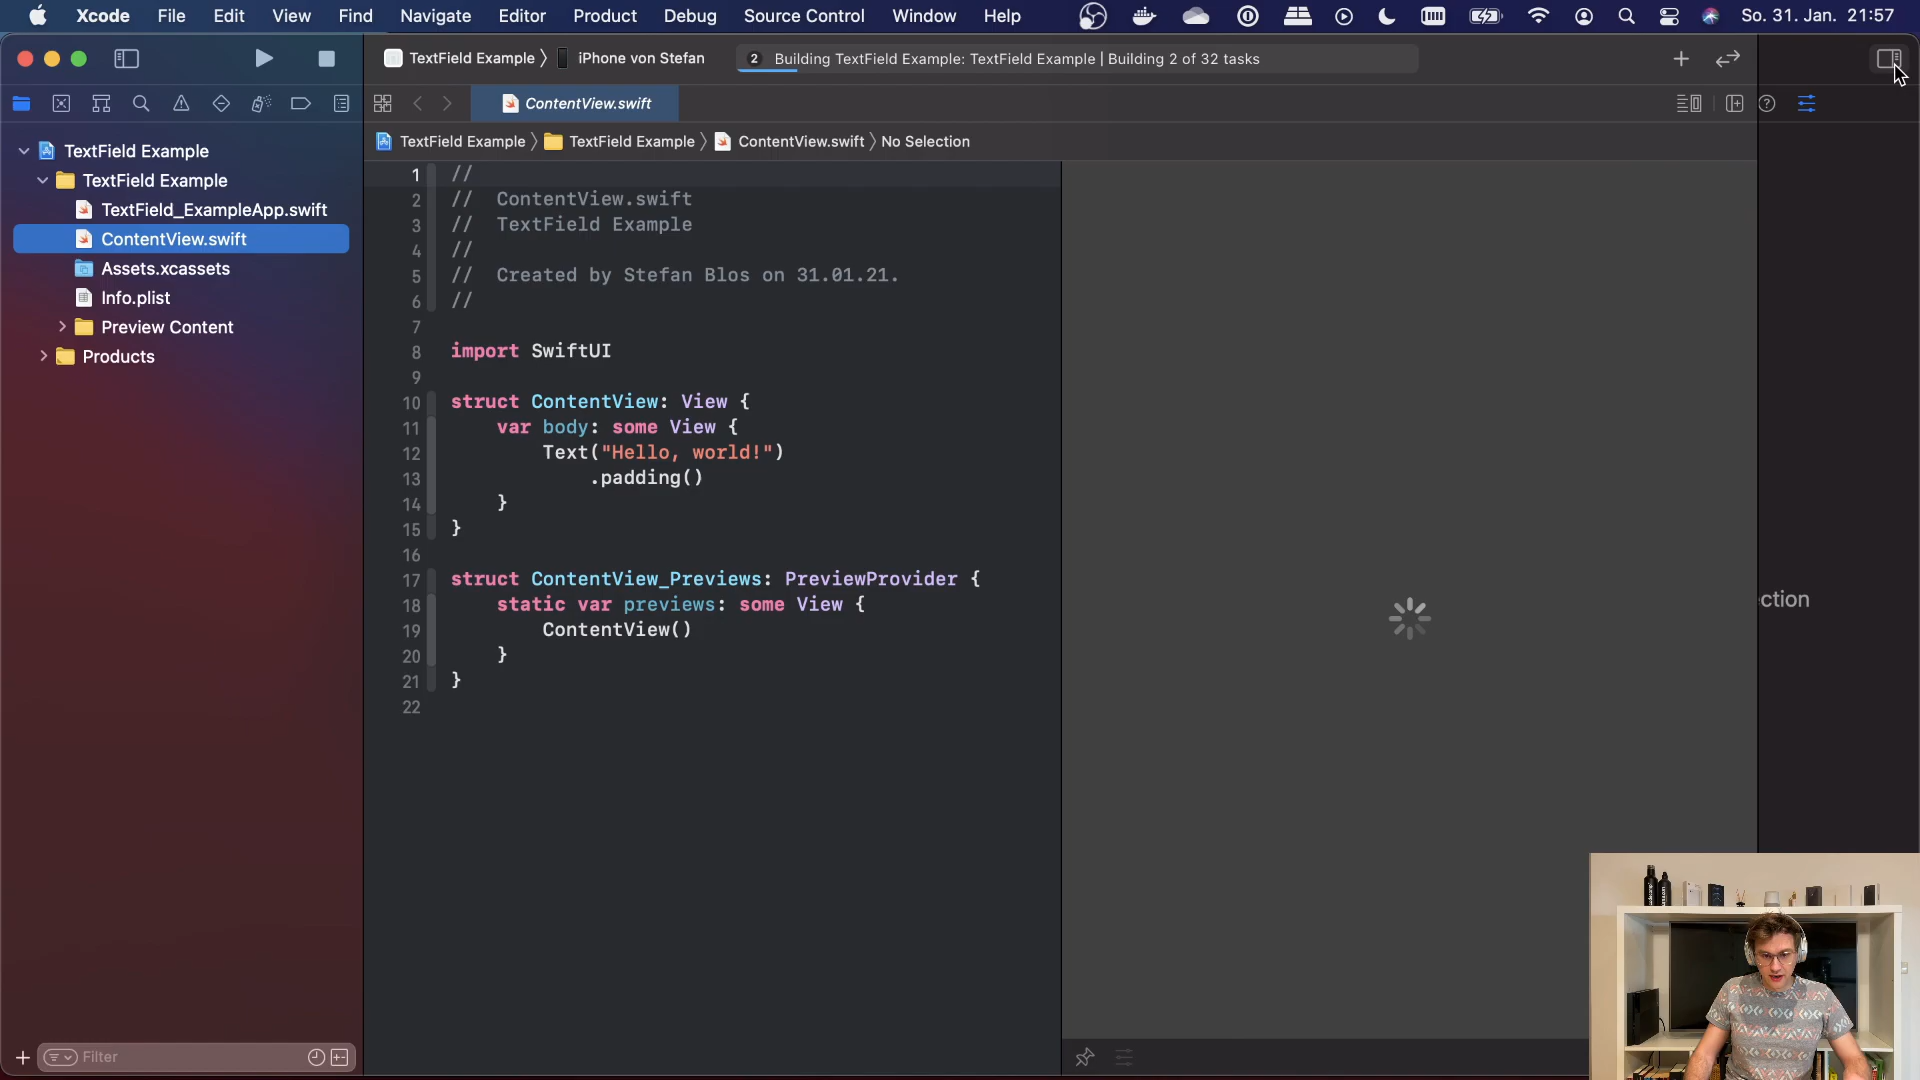 Xcode File Edit View Find Navigate Editor Product Debug Source Control Window Help So. 31. Jan. 21:57
TextField Example 〉 iPhone von Stefan 2 Building TextField Example: TextField Example | Building 2 of 32 tasks
ContentView.swift
TextField Example 〉 TextField Example 〉 ContentView.swift 〉 No Selection
TextField Example
TextField Example
TextField_ExampleApp.swift
ContentView.swift
Assets.xcassets
Info.plist
Preview Content
Products
1 //
2 // ContentView.swift
3 // TextField Example
4 //
5 // Created by Stefan Blos on 31.01.21.
6 //
7
8 import SwiftUI
9
10 struct ContentView: View {
11 var body: some View {
12 Text("Hello, world!")
13 .padding()
14 }
15 }
16
17 struct ContentView_Previews: PreviewProvider {
18 static var previews: some View {
19 ContentView()
20 }
21 }
22
ction
Filter